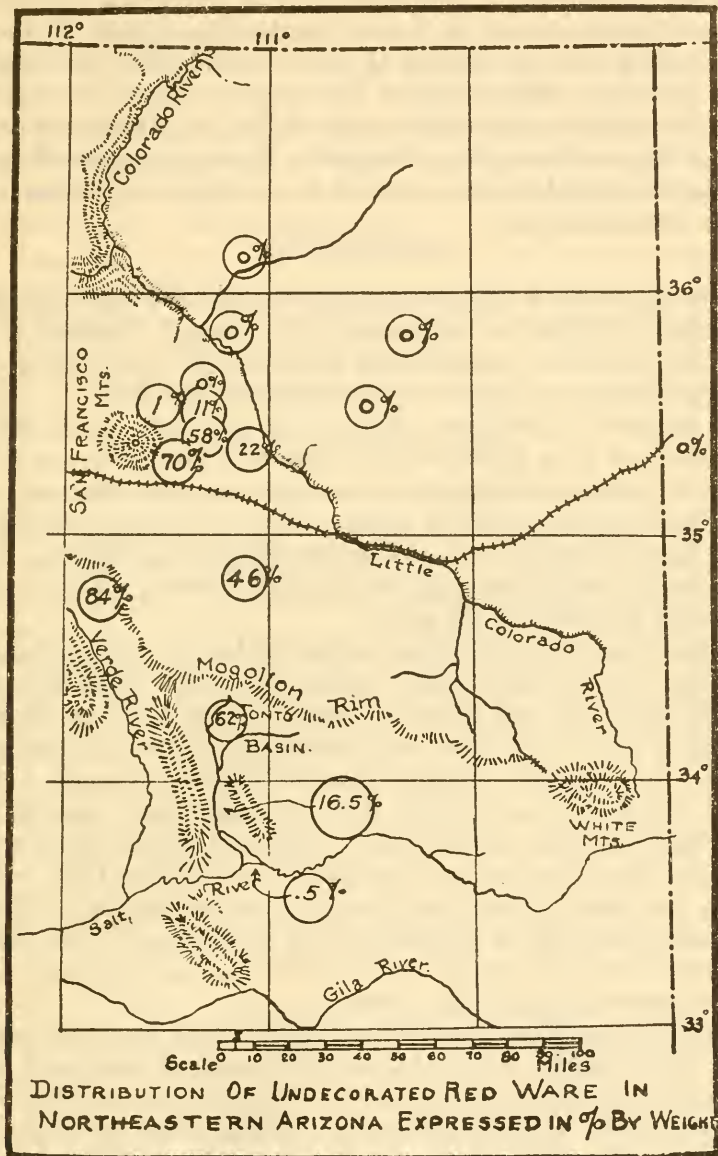 112°
111°
Colorado River
0%
36°
0%
0%
SAN FRANCISCO
MTS.
0%
1%
11%
0%
58%
22
70%
0%
35°
Little
46%
84%
Colorado
Verde River
Mogollon
Rim
River
62%
TONTO
BASIN.
34°
16.5%
WHITE
MTS.
.5%
River
Salt
Gila River.
33°
Scale
0 10 20 30 40 50 60 70 80 90 100
Miles
DISTRIBUTION OF UNDECORATED RED WARE IN
NORTHEASTERN ARIZONA EXPRESSED IN % BY WEIGHT